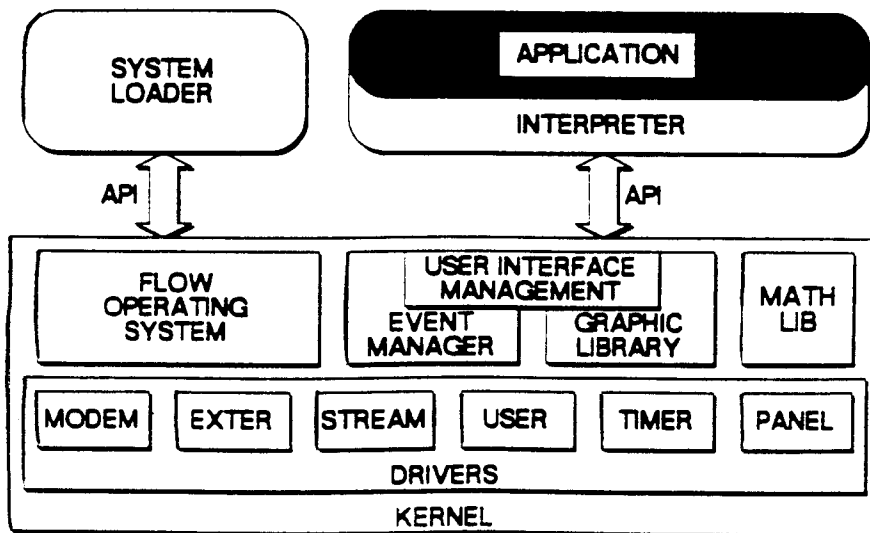 SYSTEM
LOADER
APPLICATION
INTERPRETER
API
API
FLOW
OPERATING
SYSTEM
USER INTERFACE
MANAGEMENT
EVENT
MANAGER
GRAPHIC
LIBRARY
MATH
LIB
MODEM
EXTER
STREAM
USER
TIMER
PANEL
DRIVERS
KERNEL